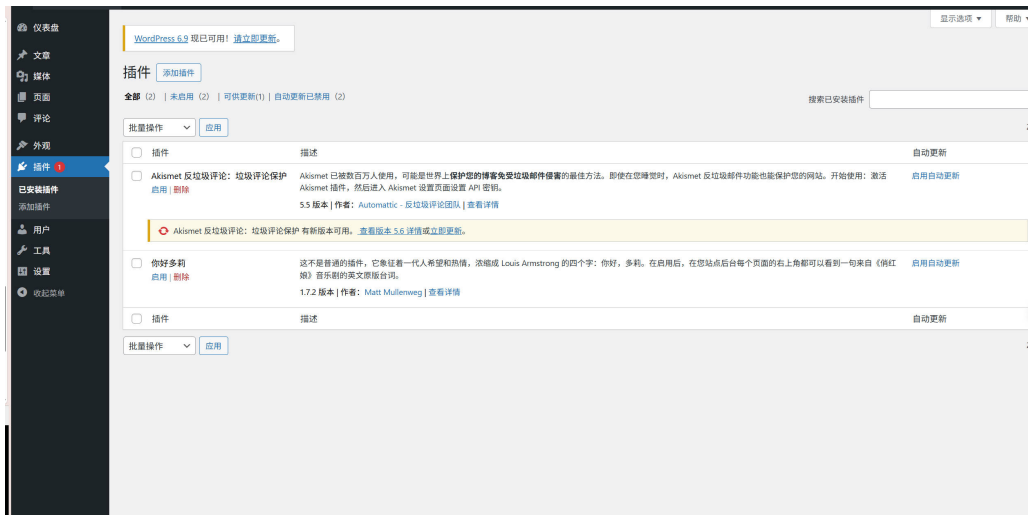 显示选项 ▼ 帮助 ▼
仪表盘
文章
媒体
页面
评论
外观
插件 1
已安装插件
添加插件
用户
工具
设置
收起菜单
WordPress 6.9 现已可用！请立即更新。
插件 添加插件
全部（2） | 未启用（2） | 可供更新(1) | 自动更新已禁用（2）
搜索已安装插件
批量操作 应用
插件 描述 自动更新
Akismet 反垃圾评论：垃圾评论保护
启用 | 删除
Akismet 已被数百万人使用，可能是世界上保护您的博客免受垃圾邮件侵害的最佳方法。即使在您睡觉时，Akismet 反垃圾邮件功能也能保护您的网站。开始使用：激活
Akismet 插件，然后进入 Akismet 设置页面设置 API 密钥。
5.5 版本 | 作者：Automattic - 反垃圾评论团队 | 查看详情
启用自动更新
Akismet 反垃圾评论：垃圾评论保护 有新版本可用。 查看版本 5.6 详情或立即更新。
你好多莉
启用 | 删除
这不是普通的插件，它象征着一代人希望和热情，浓缩成 Louis Armstrong 的四个字：你好，多莉。在启用后，在您站点后台每个页面的右上角都可以看到一句来自《俏红
娘》音乐剧的英文原版台词。
1.7.2 版本 | 作者：Matt Mullenweg | 查看详情
启用自动更新
插件 描述 自动更新
批量操作 应用